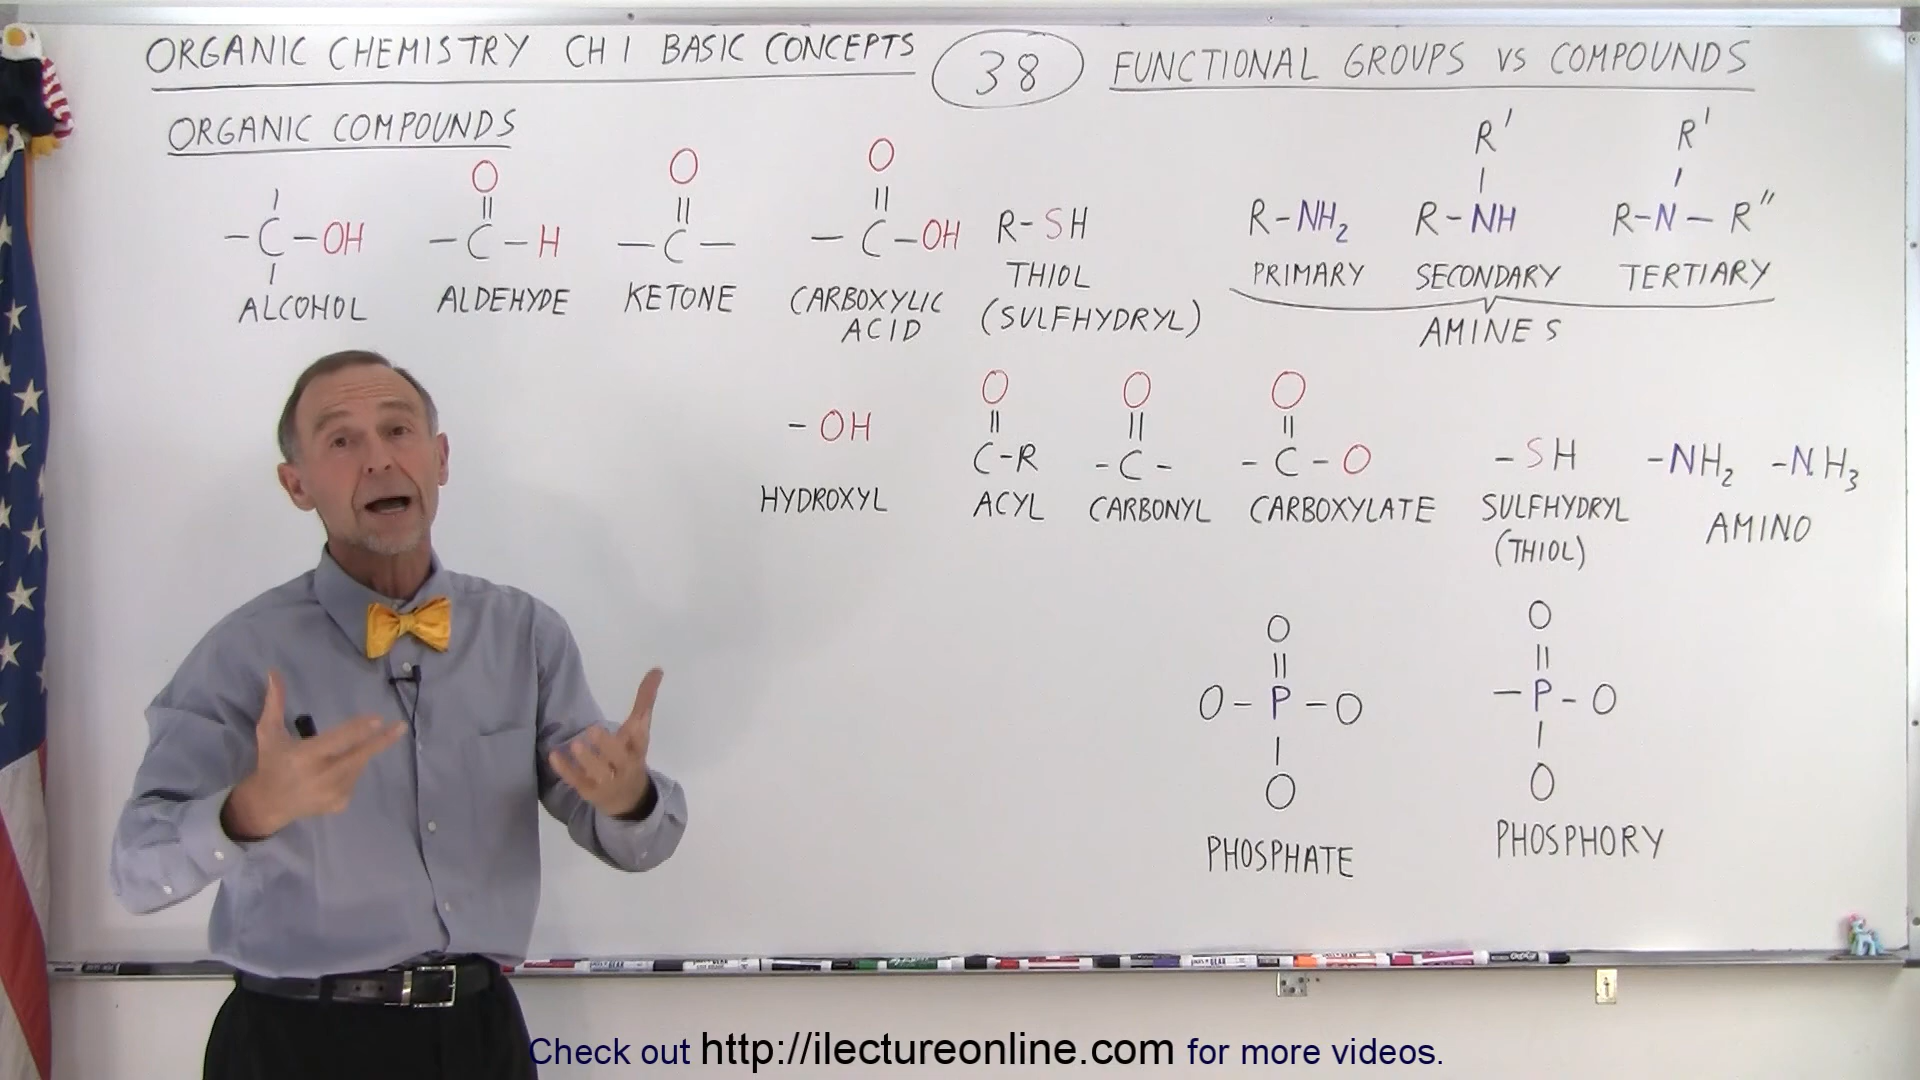 ORGANIC CHEMISTRY CH 1 BASIC CONCEPTS 38 FUNCTIONAL GROUPS VS COMPOUNDS
ORGANIC COMPOUNDS
O O O R' R'
|
-C-OH
|
ALCOHOL
O
||
-C-H
ALDEHYDE
O
||
-C-
KETONE
O
||
-C-OH
CARBOXYLIC
ACID
R-SH
THIOL
(SULFHYDRYL)
R-NH₂
PRIMARY
R'
|
R-NH
SECONDARY
R'
|
R-N-R"
TERTIARY
AMINES
-OH
HYDROXYL
O
||
C-R
ACYL
O
||
-C-
CARBONYL
O
||
-C-O
CARBOXYLATE
-SH
SULFHYDRYL
(THIOL)
-NH₂ -NH₃
AMINO
O
||
O-P-O
|
O
PHOSPHATE
O
||
-P-O
|
O
PHOSPHORY
Check out http://ilectureonline.com for more videos.